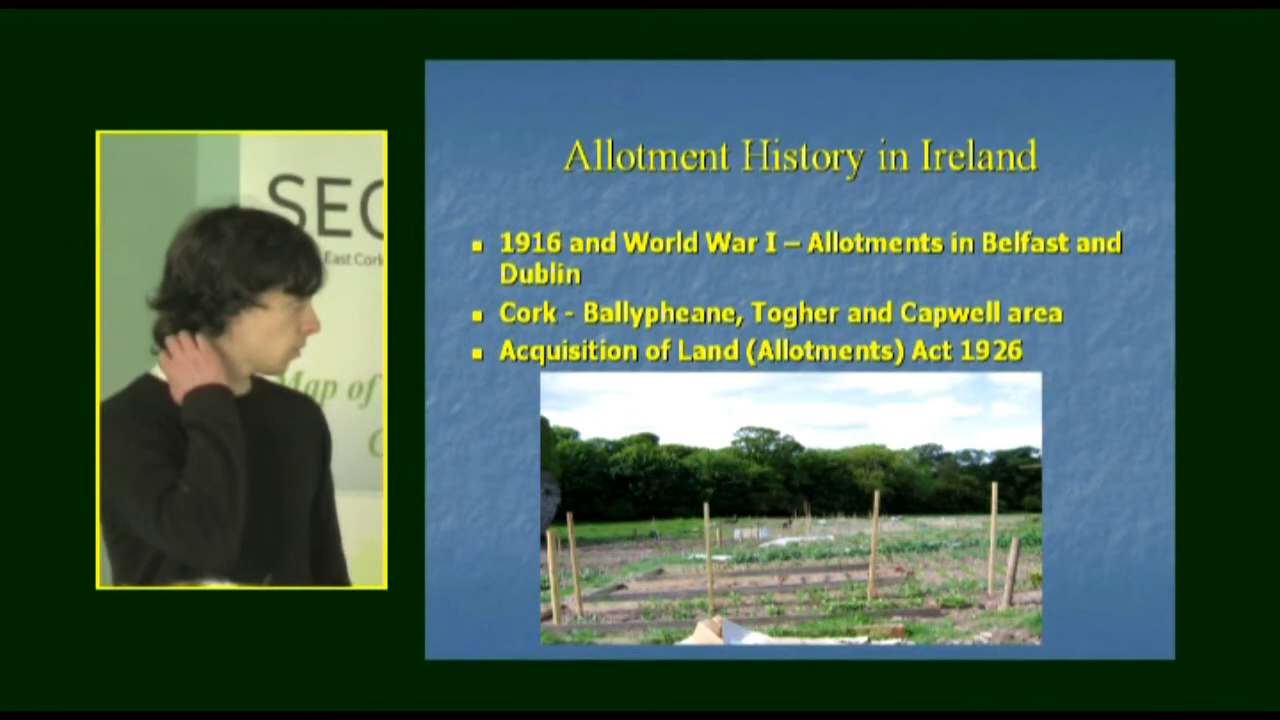 SEC
East Cork
Map of
Allotment History in Ireland
1916 and World War I – Allotments in Belfast and
Dublin
Cork - Ballypheane, Togher and Capwell area
Acquisition of Land (Allotments) Act 1926